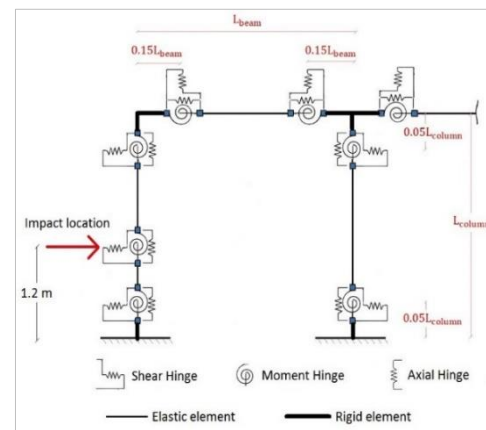 L_beam
0.15L_beam
0.15L_beam
0.05L_column
Impact location
L_column
1.2 m
0.05L_column
Shear Hinge
Moment Hinge
Axial Hinge
Elastic element
Rigid element